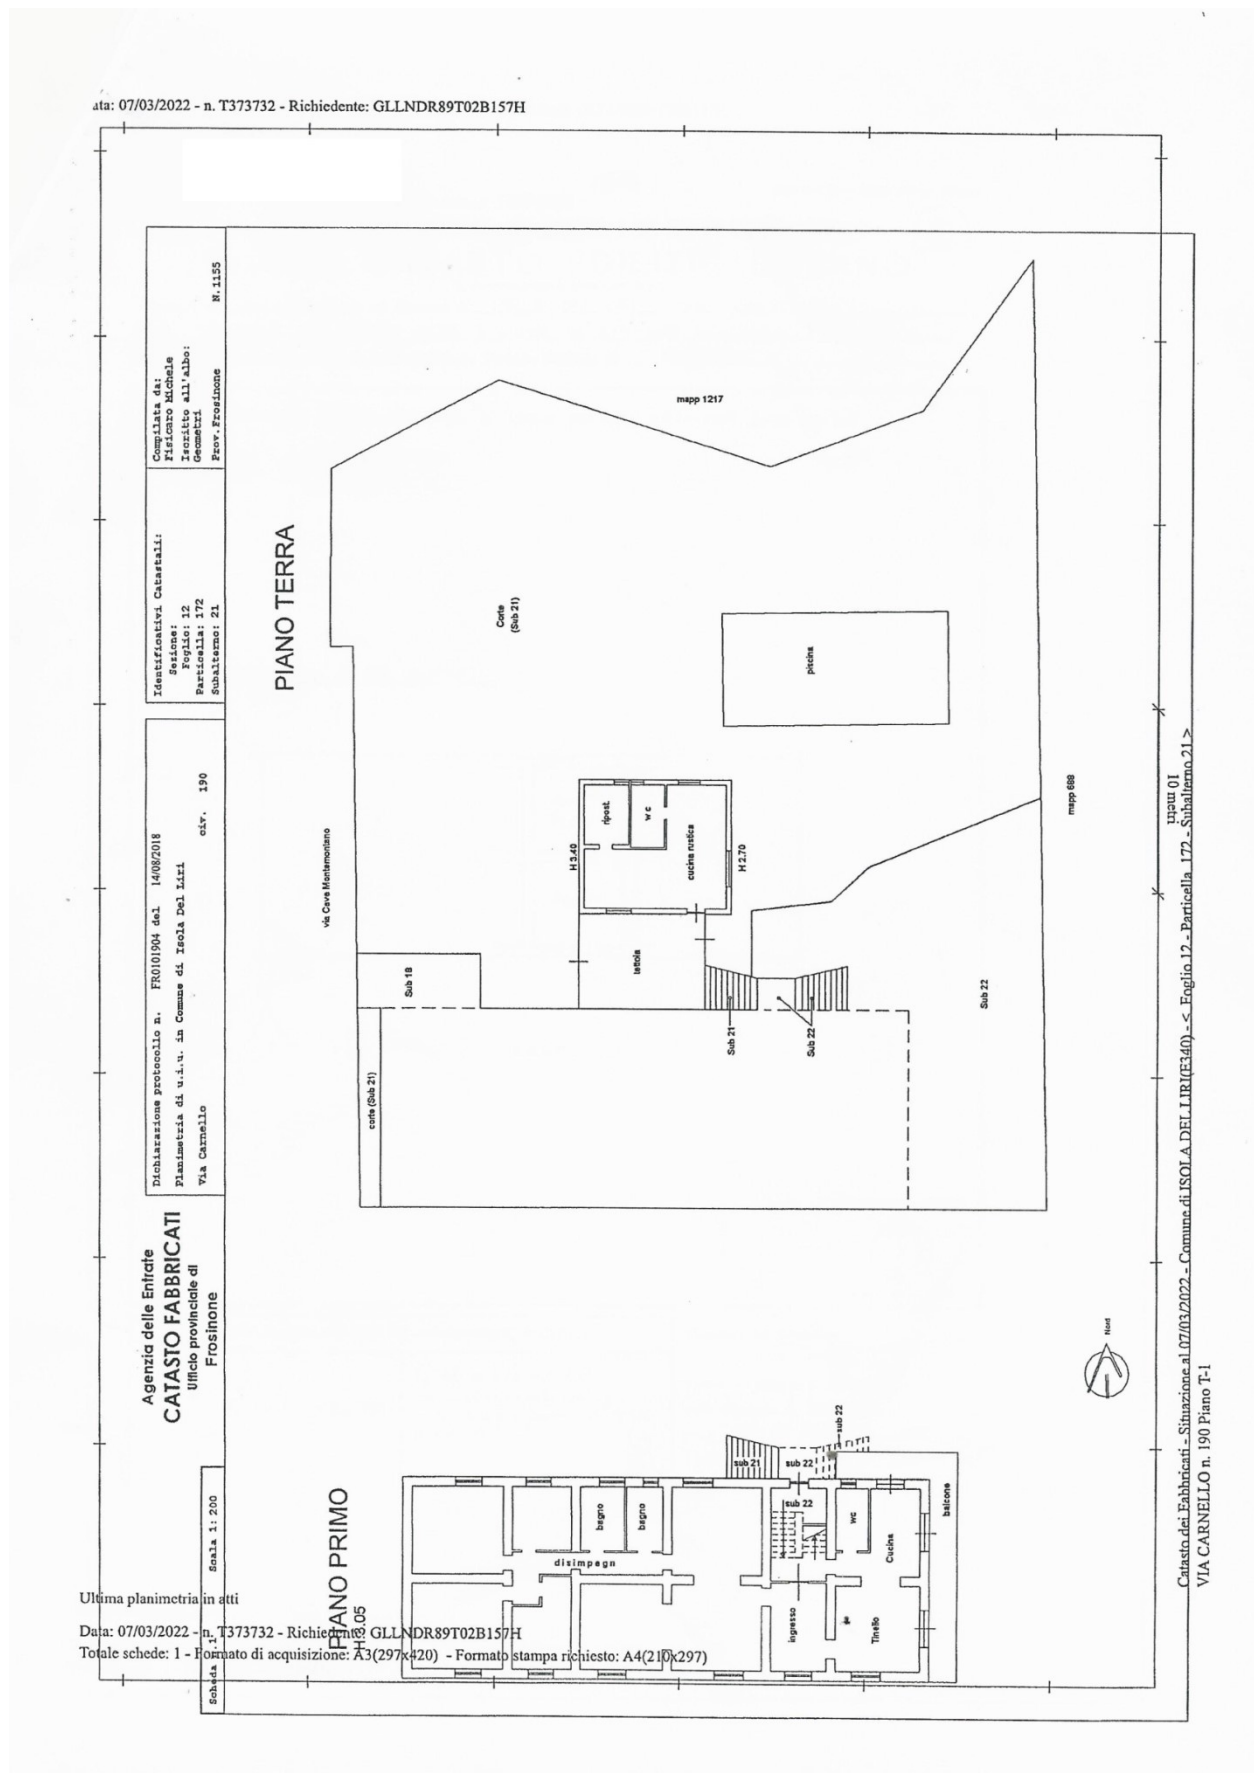 ata: 07/03/2022 - n. T373732 - Richiedente: GLLNDR89T02B157H
Agenzia delle Entrate
CATASTO FABBRICATI
Ufficio provinciale di
Frosinone
Dichiarazione protocollo n. FR0101904 del 14/08/2018
Planimetria di u.i.u. in Comune di Isola Del Liri
Via Carnello civ. 190
Identificativi Catastali:
Sezione:
Foglio: 12
Particella: 172
Subalterno: 21
Compilata da:
Fisicaro Michele
Iscritto all'albo:
Geometri
Prov. Frosinone N. 1155
Scheda n. 1 Scala 1: 200
PIANO TERRA
via Cave Montemontano
mapp 1217
Corte
(Sub 21)
piscina
ripost.
wc
cucina rustica
H 3.40
H 2.70
tettoia
Sub 18
corte (Sub 21)
Sub 21
Sub 22
Sub 22
mapp 688
PIANO PRIMO
H 3.05
bagno
bagno
disimpegn
sub 21
sub 22
sub 22
sub 22
wc
Cucina
ingresso
Tinello
balcone
Nord
10 metri
Ultima planimetria in atti
Data: 07/03/2022 - n. T373732 - Richiedente: GLLNDR89T02B157H
Totale schede: 1 - Formato di acquisizione: A3(297x420) - Formato stampa richiesto: A4(210x297)
Catasto dei Fabbricati - Situazione al 07/03/2022 - Comune di ISOLA DEL LIRI(E340) - < Foglio 12 - Particella 172 - Subalterno 21 >
VIA CARNELLO n. 190 Piano T-1